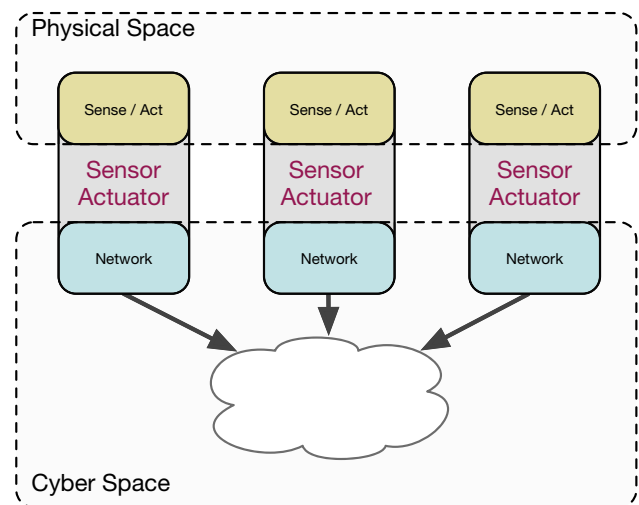 Physical Space
Sense / Act
Sense / Act
Sense / Act
Sensor
Actuator
Sensor
Actuator
Sensor
Actuator
Network
Network
Network
Cyber Space